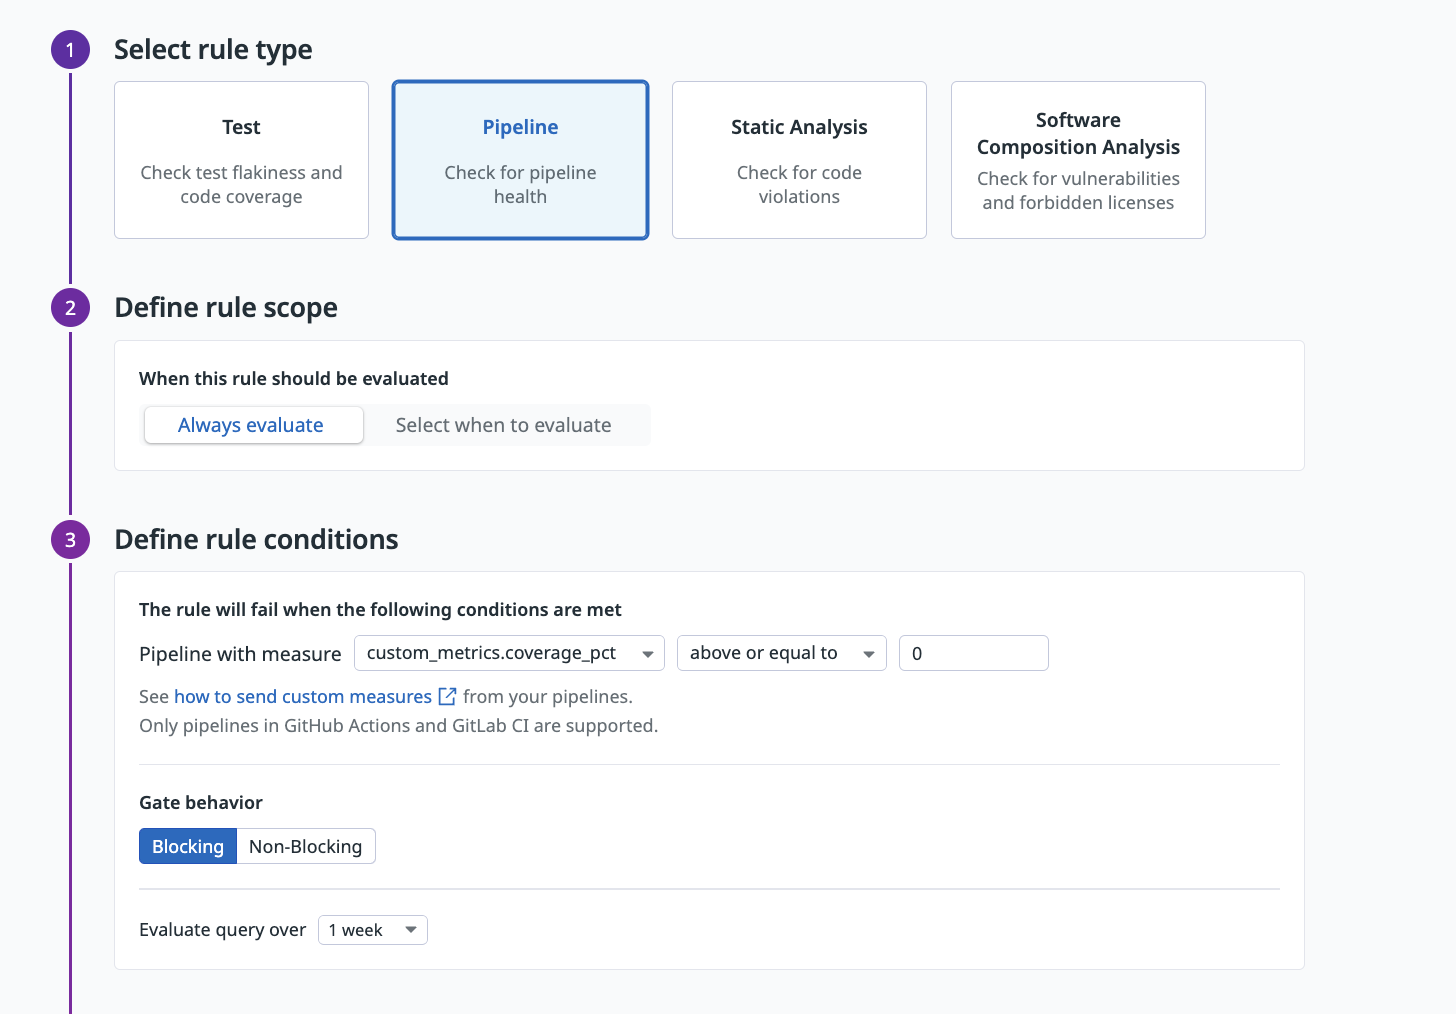 1
Select rule type
Test
Check test flakiness and
code coverage
Pipeline
Check for pipeline
health
Static Analysis
Check for code
violations
Software
Composition Analysis
Check for vulnerabilities
and forbidden licenses
2
Define rule scope
When this rule should be evaluated
Always evaluate Select when to evaluate
3
Define rule conditions
The rule will fail when the following conditions are met
Pipeline with measure custom_metrics.coverage_pct above or equal to 0
See how to send custom measures from your pipelines.
Only pipelines in GitHub Actions and GitLab CI are supported.
Gate behavior
Blocking Non-Blocking
Evaluate query over 1 week